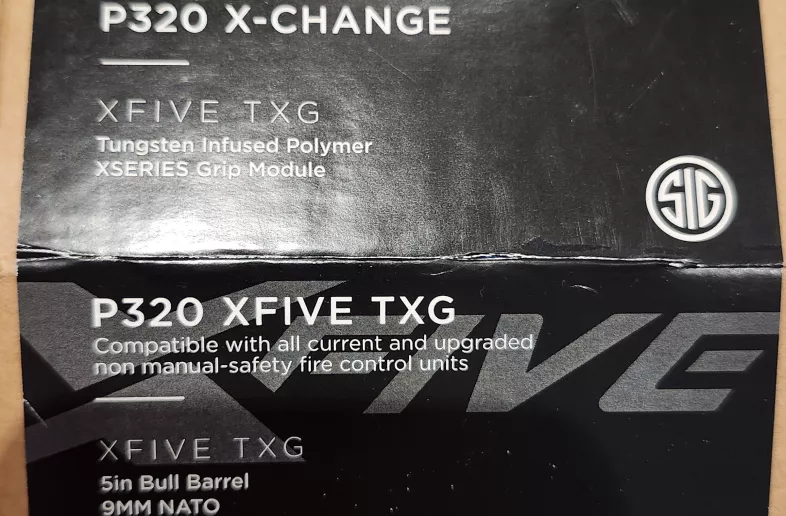 P320 X-CHANGE
XFIVE TXG
Tungsten Infused Polymer
XSERIES Grip Module
SIG
P320 XFIVE TXG
Compatible with all current and upgraded
non manual-safety fire control units
XFIVE
XFIVE TXG
5in Bull Barrel
9MM NATO